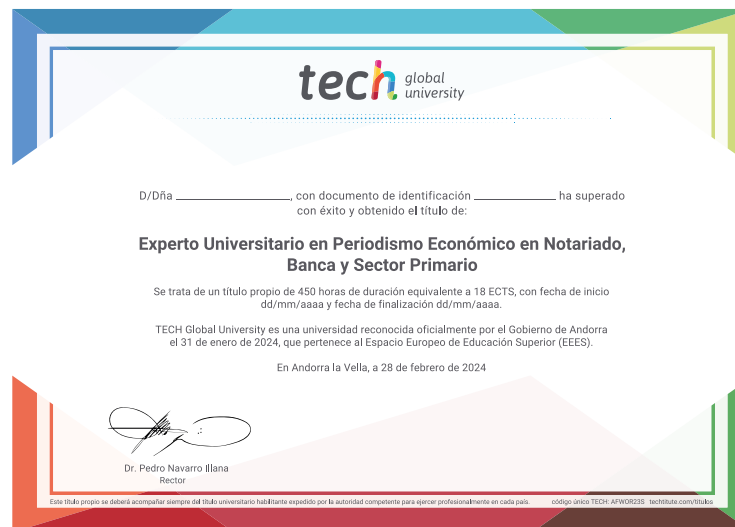 tech global university
D/Dña ________________, con documento de identificación ____________ ha superado
con éxito y obtenido el título de:
Experto Universitario en Periodismo Económico en Notariado,
Banca y Sector Primario
Se trata de un título propio de 450 horas de duración equivalente a 18 ECTS, con fecha de inicio
dd/mm/aaaa y fecha de finalización dd/mm/aaaa.
TECH Global University es una universidad reconocida oficialmente por el Gobierno de Andorra
el 31 de enero de 2024, que pertenece al Espacio Europeo de Educación Superior (EEES).
En Andorra la Vella, a 28 de febrero de 2024
Dr. Pedro Navarro Illana
Rector
Este título propio se deberá acompañar siempre del título universitario habilitante expedido por la autoridad competente para ejercer profesionalmente en cada país. código único TECH: AFWOR23S techtitute.com/titulos